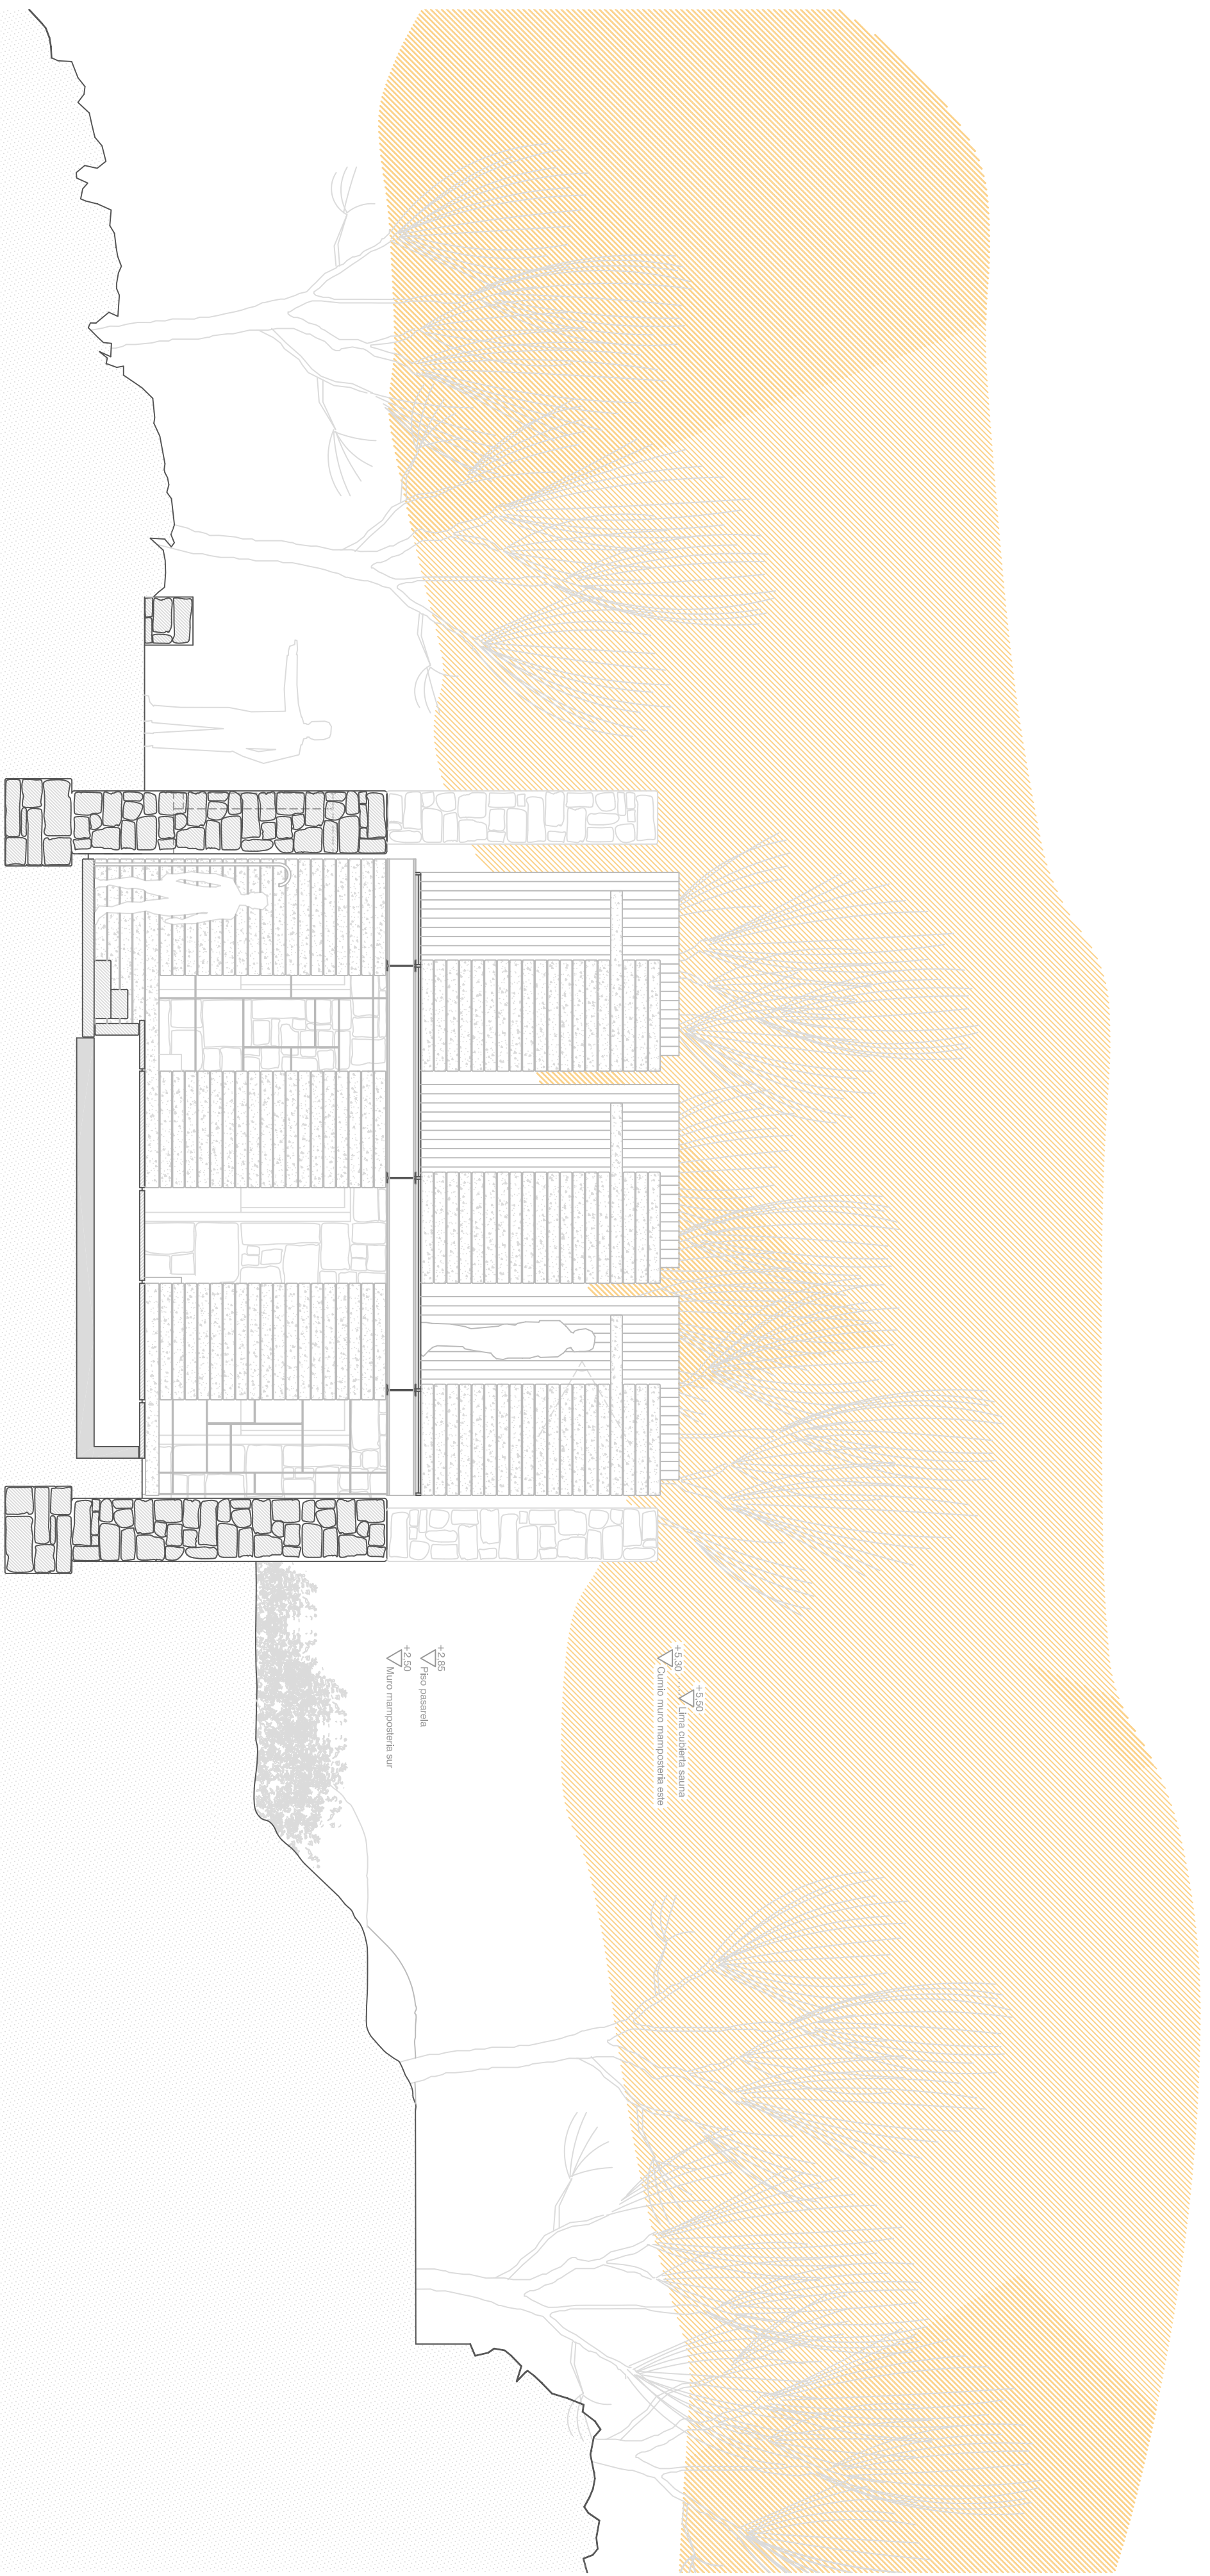 +5.50
Lima cubierta sauna
+5.30
Cumio muro mampostería este
+2.85
Piso pasarela
+2.50
Muro mampostería sur